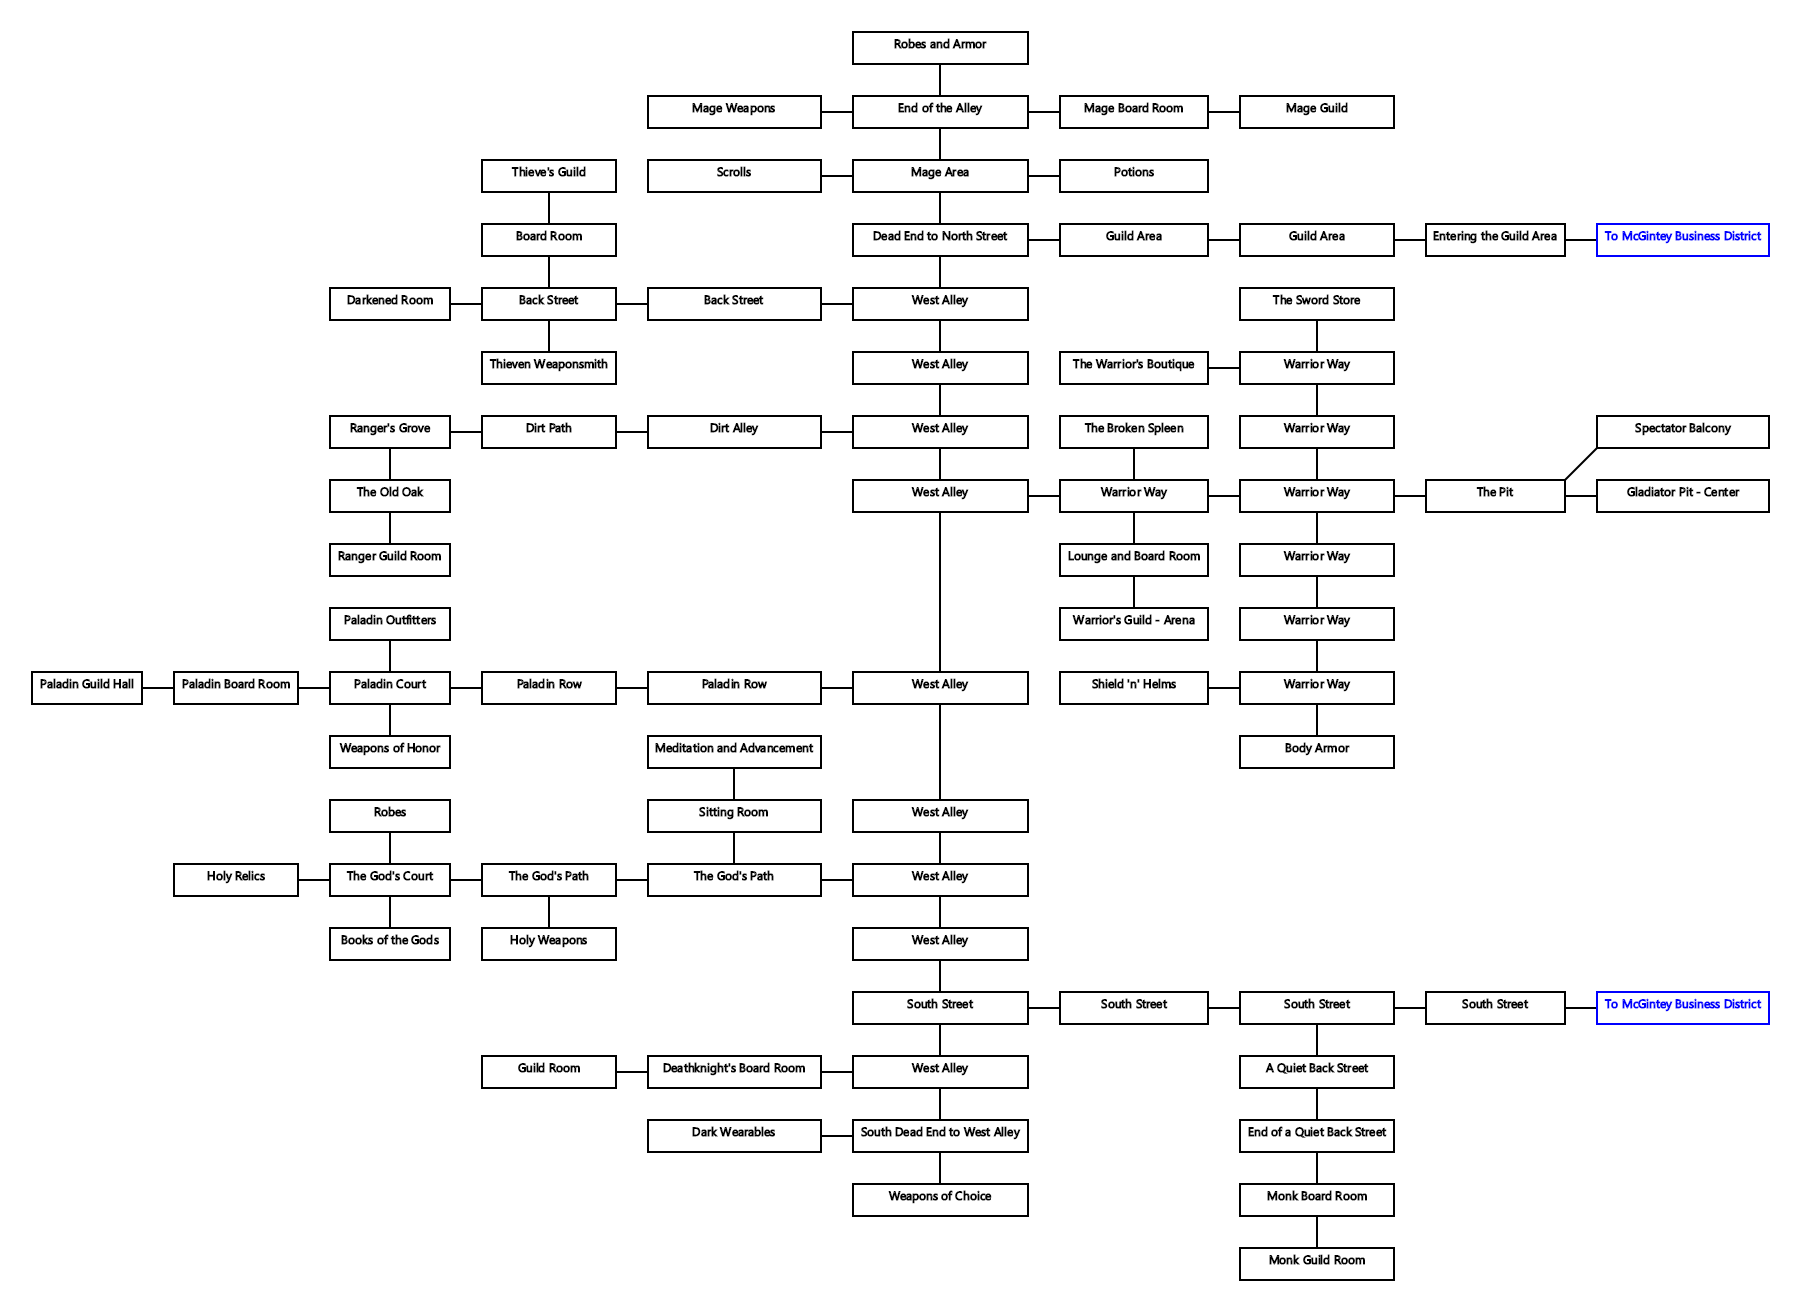 Robes and Armor
Mage Weapons
End of the Alley
Mage Board Room
Mage Guild
Thieve's Guild
Scrolls
Mage Area
Potions
Board Room
Dead End to North Street
Guild Area
Guild Area
Entering the Guild Area
To McGintey Business District
Darkened Room
Back Street
Back Street
West Alley
The Sword Store
Thieven Weaponsmith
West Alley
The Warrior's Boutique
Warrior Way
Ranger's Grove
Dirt Path
Dirt Alley
West Alley
The Broken Spleen
Warrior Way
Spectator Balcony
The Old Oak
West Alley
Warrior Way
Warrior Way
The Pit
Gladiator Pit - Center
Ranger Guild Room
Lounge and Board Room
Warrior Way
Paladin Outfitters
Warrior's Guild - Arena
Warrior Way
Paladin Guild Hall
Paladin Board Room
Paladin Court
Paladin Row
Paladin Row
West Alley
Shield 'n' Helms
Warrior Way
Weapons of Honor
Meditation and Advancement
Body Armor
Robes
Sitting Room
West Alley
Holy Relics
The God's Court
The God's Path
The God's Path
West Alley
Books of the Gods
Holy Weapons
West Alley
South Street
South Street
South Street
South Street
To McGintey Business District
Guild Room
Deathknight's Board Room
West Alley
A Quiet Back Street
Dark Wearables
South Dead End to West Alley
End of a Quiet Back Street
Weapons of Choice
Monk Board Room
Monk Guild Room